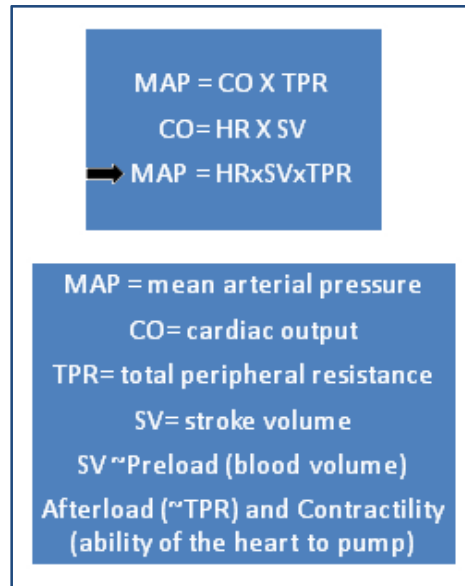 MAP = CO X TPR
CO= HR X SV
MAP = HRxSVxTPR
MAP = mean arterial pressure
CO= cardiac output
TPR= total peripheral resistance
SV= stroke volume
SV ~Preload (blood volume)
Afterload (~TPR) and Contractility
(ability of the heart to pump)